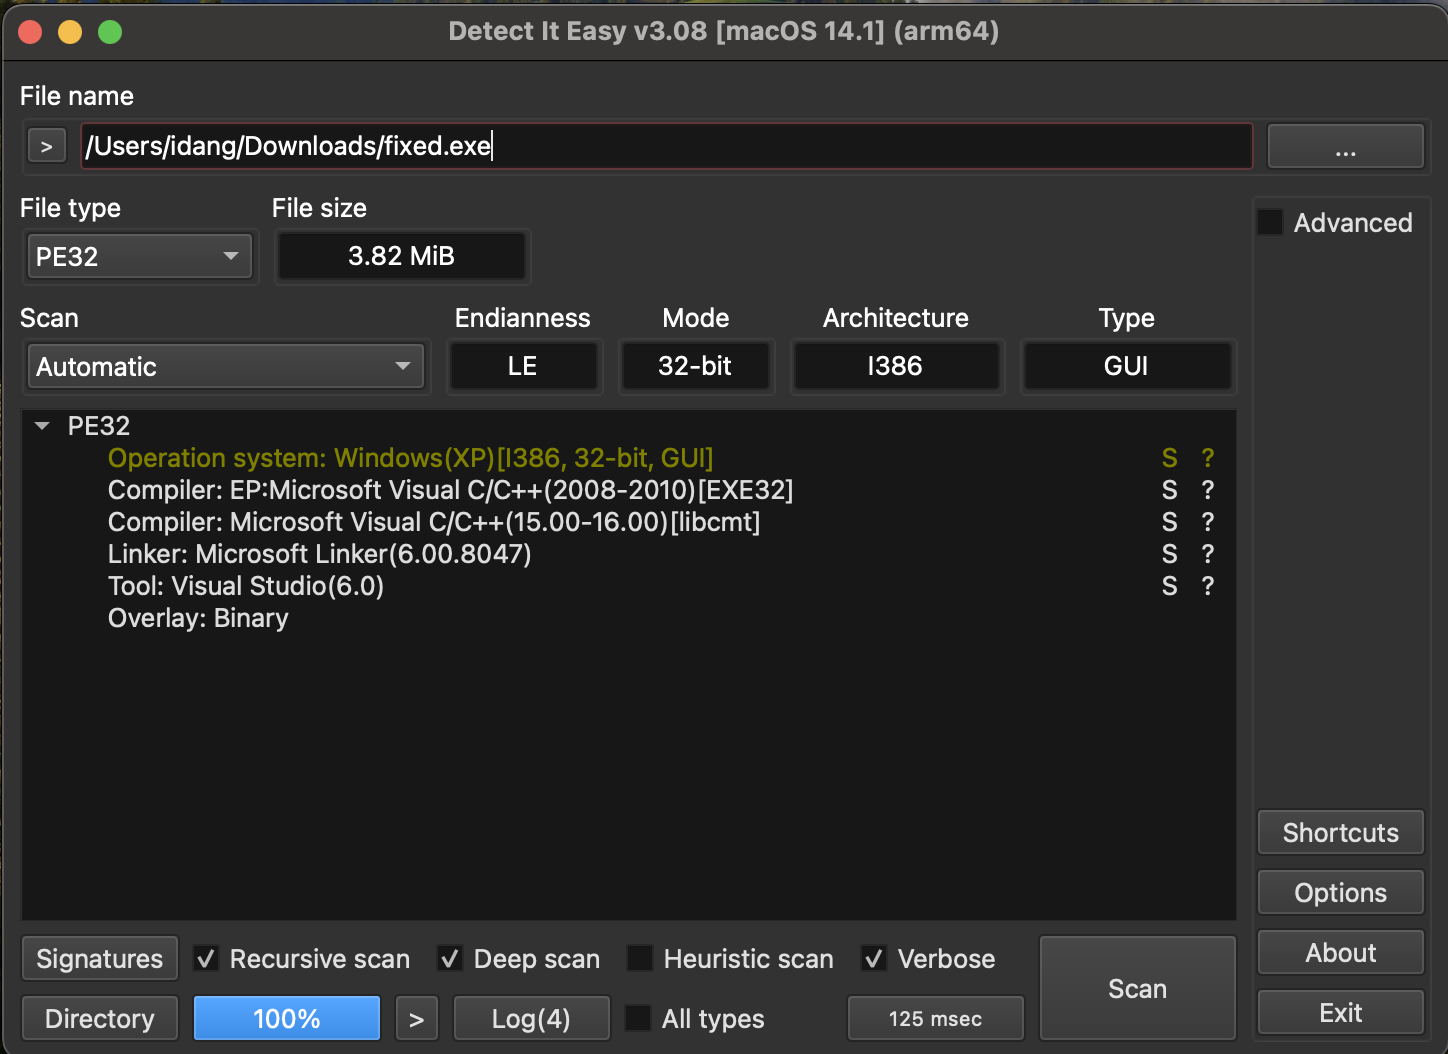 Detect It Easy v3.08 [macOS 14.1] (arm64)
File name
> /Users/idang/Downloads/fixed.exe ...
File type File size
PE32 3.82 MiB Advanced
Scan Endianness Mode Architecture Type
Automatic LE 32-bit I386 GUI
PE32
Operation system: Windows(XP)[I386, 32-bit, GUI] S ?
Compiler: EP:Microsoft Visual C/C++(2008-2010)[EXE32] S ?
Compiler: Microsoft Visual C/C++(15.00-16.00)[libcmt] S ?
Linker: Microsoft Linker(6.00.8047) S ?
Tool: Visual Studio(6.0) S ?
Overlay: Binary
Shortcuts
Options
Signatures Recursive scan Deep scan Heuristic scan Verbose Scan About
Directory 100% > Log(4) All types 125 msec Exit